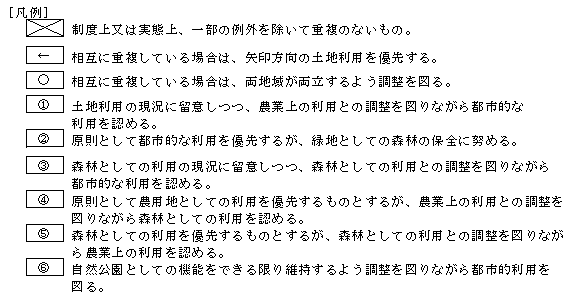 [凡例]
制度上又は実態上、一部の例外を除いて重複のないもの。
← 相互に重複している場合は、矢印方向の土地利用を優先する。
○ 相互に重複している場合は、両地域が両立するよう調整を図る。
① 土地利用の現況に留意しつつ、農業上の利用との調整を図りながら都市的な
利用を認める。
② 原則として都市的な利用を優先するが、緑地としての森林の保全に努める。
③ 森林としての利用の現況に留意しつつ、森林としての利用との調整を図りながら
都市的な利用を認める。
④ 原則として農用地としての利用を優先するものとするが、農業上の利用との調整を
図りながら森林としての利用を認める。
⑤ 森林としての利用を優先するものとするが、森林としての利用との調整を図りなが
ら農業上の利用を認める。
⑥ 自然公園としての機能をできる限り維持するよう調整を図りながら都市的利用を
図る。